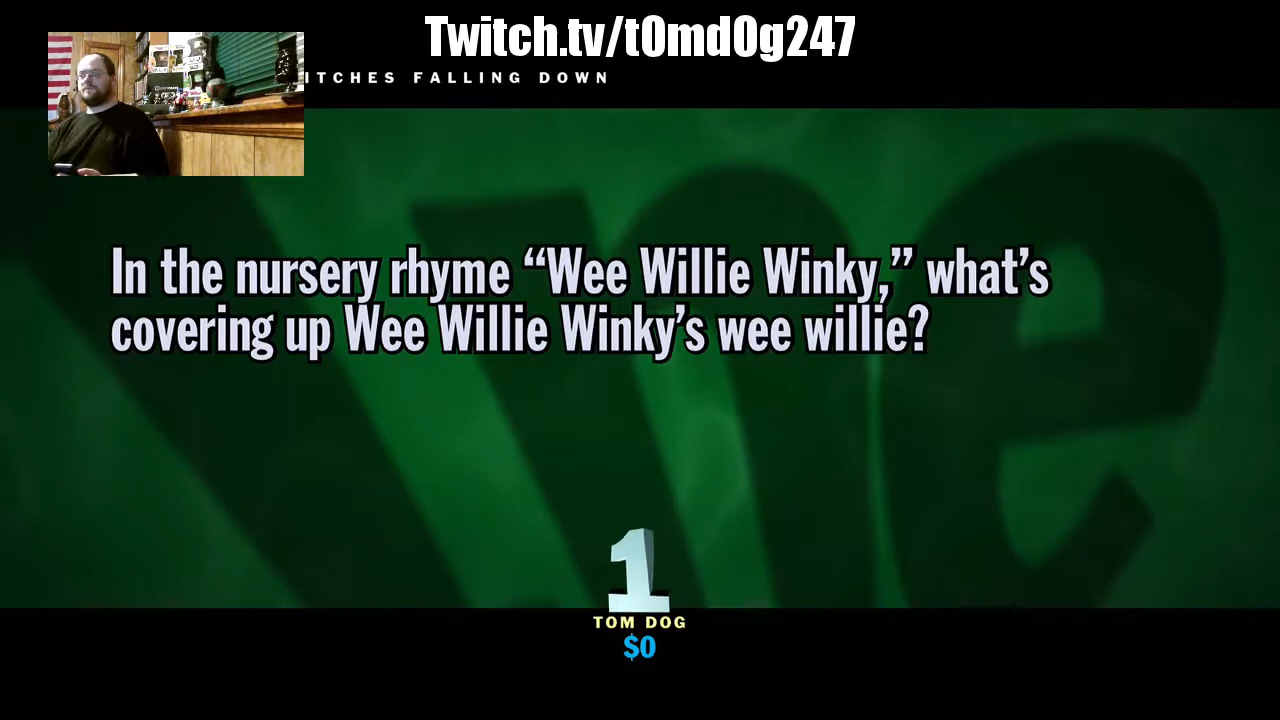 Twitch.tv/t0md0g247
ITCHES FALLING DOWN
In the nursery rhyme “Wee Willie Winky,” what’s
covering up Wee Willie Winky’s wee willie?
1
TOM DOG
$0